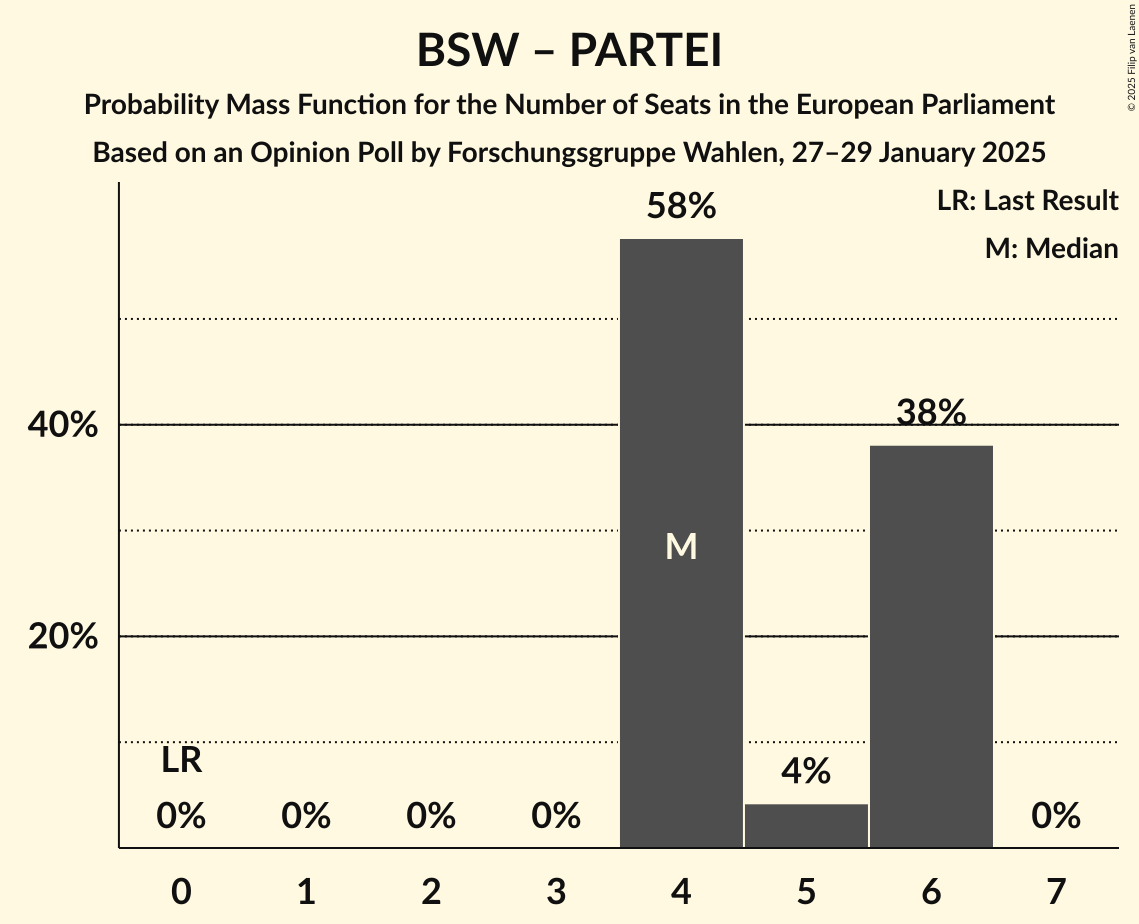 BSW – PARTEI
Probability Mass Function for the Number of Seats in the European Parliament
Based on an Opinion Poll by Forschungsgruppe Wahlen, 27–29 January 2025
© 2025 Filip van Laenen
LR: Last Result
M: Median
58%
40%
38%
M
20%
LR
4%
0% 0% 0% 0% 0%
0 1 2 3 4 5 6 7